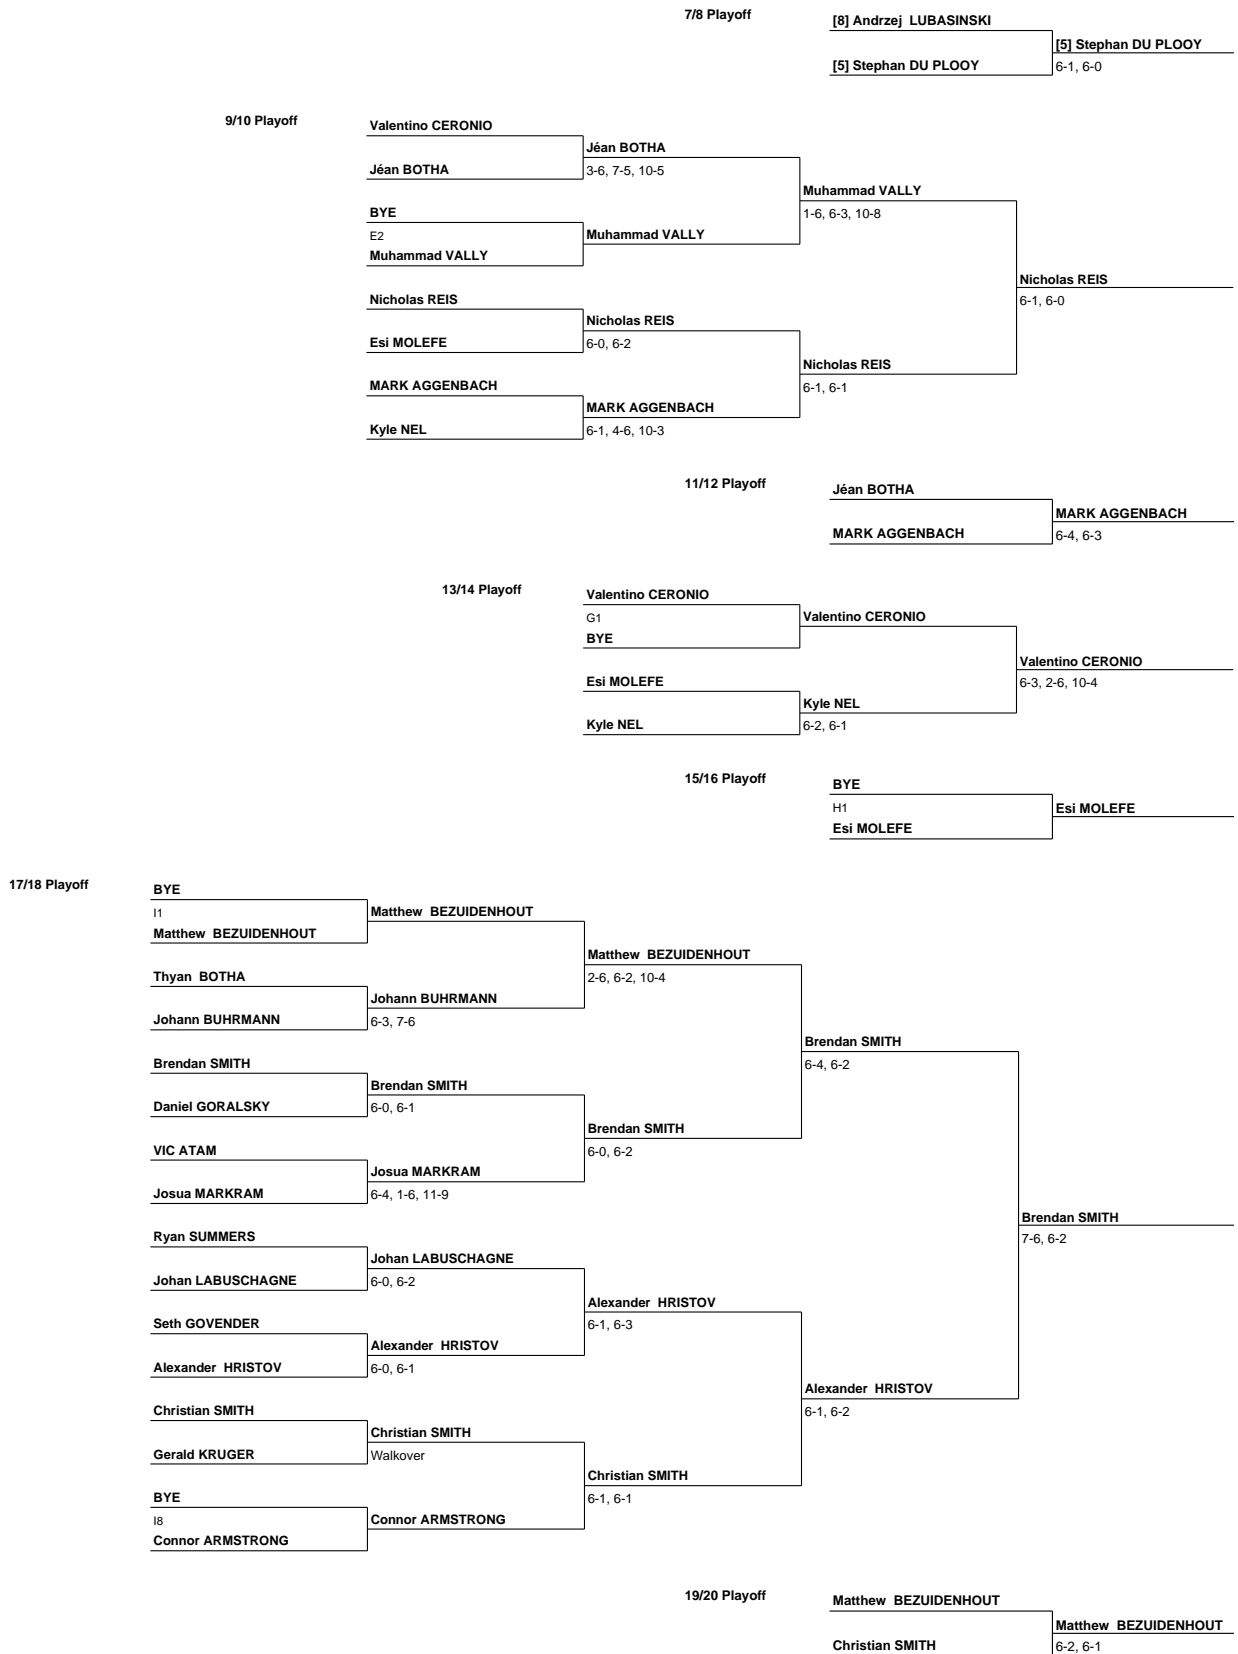 7/8 Playoff
[8] Andrzej LUBASINSKI
[5] Stephan DU PLOOY
[5] Stephan DU PLOOY
6-1, 6-0
9/10 Playoff
Valentino CERONIO
Jéan BOTHA
Jéan BOTHA
3-6, 7-5, 10-5
Muhammad VALLY
BYE
1-6, 6-3, 10-8
E2
Muhammad VALLY
Muhammad VALLY
Nicholas REIS
Nicholas REIS
6-1, 6-0
Nicholas REIS
Esi MOLEFE
6-0, 6-2
Nicholas REIS
MARK AGGENBACH
6-1, 6-1
MARK AGGENBACH
Kyle NEL
6-1, 4-6, 10-3
11/12 Playoff
Jéan BOTHA
MARK AGGENBACH
MARK AGGENBACH
6-4, 6-3
13/14 Playoff
Valentino CERONIO
G1
Valentino CERONIO
BYE
Valentino CERONIO
Esi MOLEFE
6-3, 2-6, 10-4
Kyle NEL
Kyle NEL
6-2, 6-1
15/16 Playoff
BYE
H1
Esi MOLEFE
Esi MOLEFE
17/18 Playoff
BYE
I1
Matthew BEZUIDENHOUT
Matthew BEZUIDENHOUT
Matthew BEZUIDENHOUT
Thyan BOTHA
2-6, 6-2, 10-4
Johann BUHRMANN
Johann BUHRMANN
6-3, 7-6
Brendan SMITH
Brendan SMITH
6-4, 6-2
Brendan SMITH
Daniel GORALSKY
6-0, 6-1
Brendan SMITH
VIC ATAM
6-0, 6-2
Josua MARKRAM
Josua MARKRAM
6-4, 1-6, 11-9
Brendan SMITH
Ryan SUMMERS
7-6, 6-2
Johan LABUSCHAGNE
Johan LABUSCHAGNE
6-0, 6-2
Alexander HRISTOV
Seth GOVENDER
6-1, 6-3
Alexander HRISTOV
Alexander HRISTOV
6-0, 6-1
Alexander HRISTOV
Christian SMITH
6-1, 6-2
Christian SMITH
Gerald KRUGER
Walkover
Christian SMITH
BYE
6-1, 6-1
I8
Connor ARMSTRONG
Connor ARMSTRONG
19/20 Playoff
Matthew BEZUIDENHOUT
Matthew BEZUIDENHOUT
Christian SMITH
6-2, 6-1